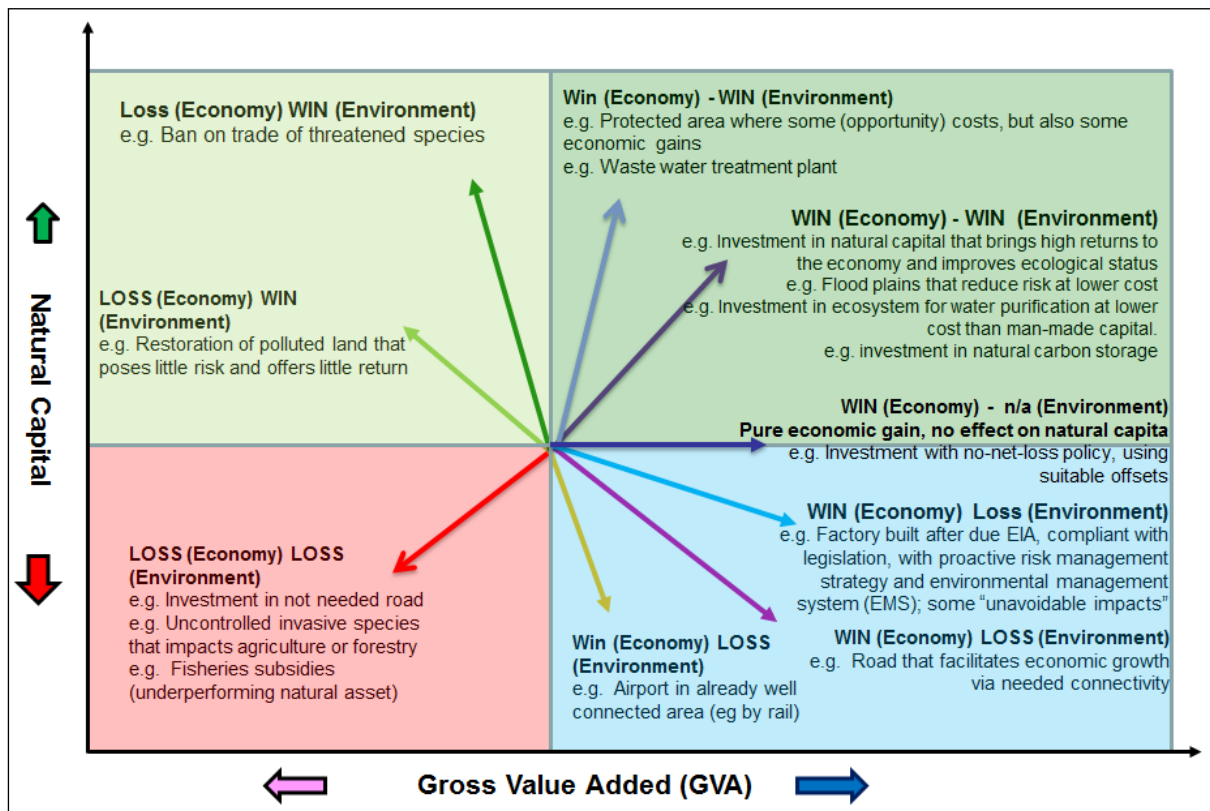 Loss (Economy) WIN (Environment)
e.g. Ban on trade of threatened species
Win (Economy) - WIN (Environment)
e.g. Protected area where some (opportunity) costs, but also some
economic gains
e.g. Waste water treatment plant
WIN (Economy) - WIN (Environment)
e.g. Investment in natural capital that brings high returns to
the economy and improves ecological status
e.g. Flood plains that reduce risk at lower cost
e.g. Investment in ecosystem for water purification at lower
cost than man-made capital.
e.g. investment in natural carbon storage
LOSS (Economy) WIN
(Environment)
e.g. Restoration of polluted land that
poses little risk and offers little return
WIN (Economy) - n/a (Environment)
Pure economic gain, no effect on natural capita
e.g. Investment with no-net-loss policy, using
suitable offsets
WIN (Economy) Loss (Environment)
e.g. Factory built after due EIA, compliant with
legislation, with proactive risk management
strategy and environmental management
system (EMS); some “unavoidable impacts”
LOSS (Economy) LOSS
(Environment)
e.g. Investment in not needed road
e.g. Uncontrolled invasive species
that impacts agriculture or forestry
e.g. Fisheries subsidies
(underperforming natural asset)
Win (Economy) LOSS
(Environment)
e.g. Airport in already well
connected area (eg by rail)
WIN (Economy) LOSS (Environment)
e.g. Road that facilitates economic growth
via needed connectivity
Natural Capital
Gross Value Added (GVA)